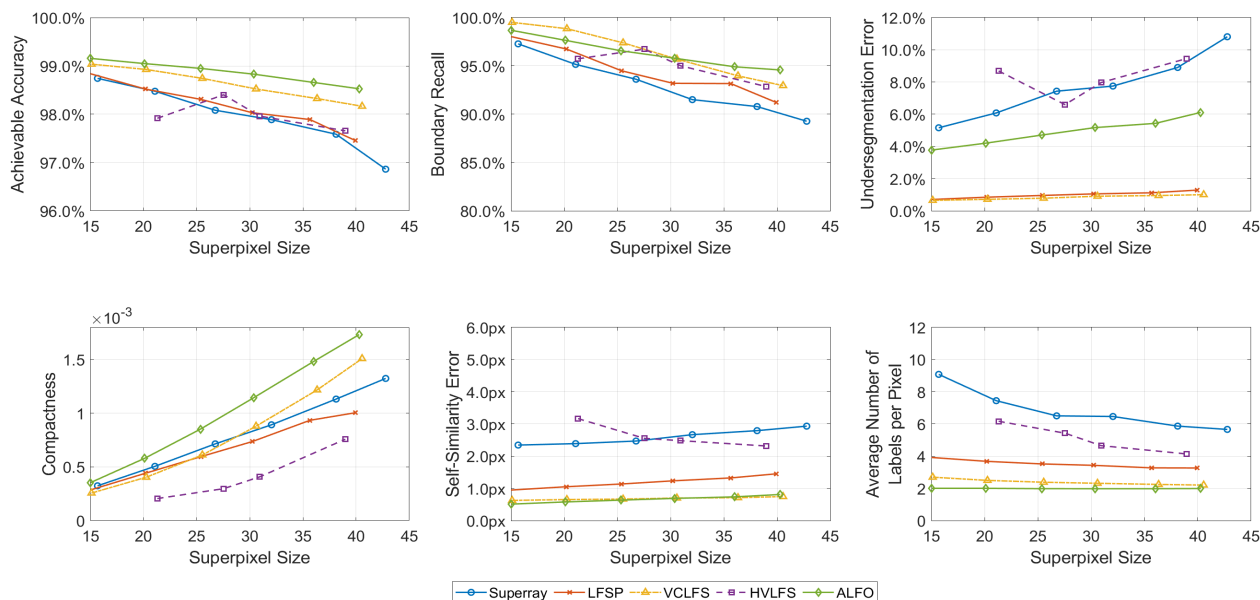 Achievable Accuracy
100.0%
99.0%
98.0%
97.0%
96.0%
15 20 25 30 35 40 45
Superpixel Size
Boundary Recall
100.0%
95.0%
90.0%
85.0%
80.0%
15 20 25 30 35 40 45
Superpixel Size
Undersegmentation Error
12.0%
10.0%
8.0%
6.0%
4.0%
2.0%
0.0%
15 20 25 30 35 40 45
Superpixel Size
×10⁻³
Compactness
1.5
1
0.5
0
15 20 25 30 35 40 45
Superpixel Size
Self-Similarity Error
6.0px
5.0px
4.0px
3.0px
2.0px
1.0px
0.0px
15 20 25 30 35 40 45
Superpixel Size
Average Number of
Labels per Pixel
12
10
8
6
4
2
0
15 20 25 30 35 40 45
Superpixel Size
Superray LFSP VCLFS HVLFS ALFO